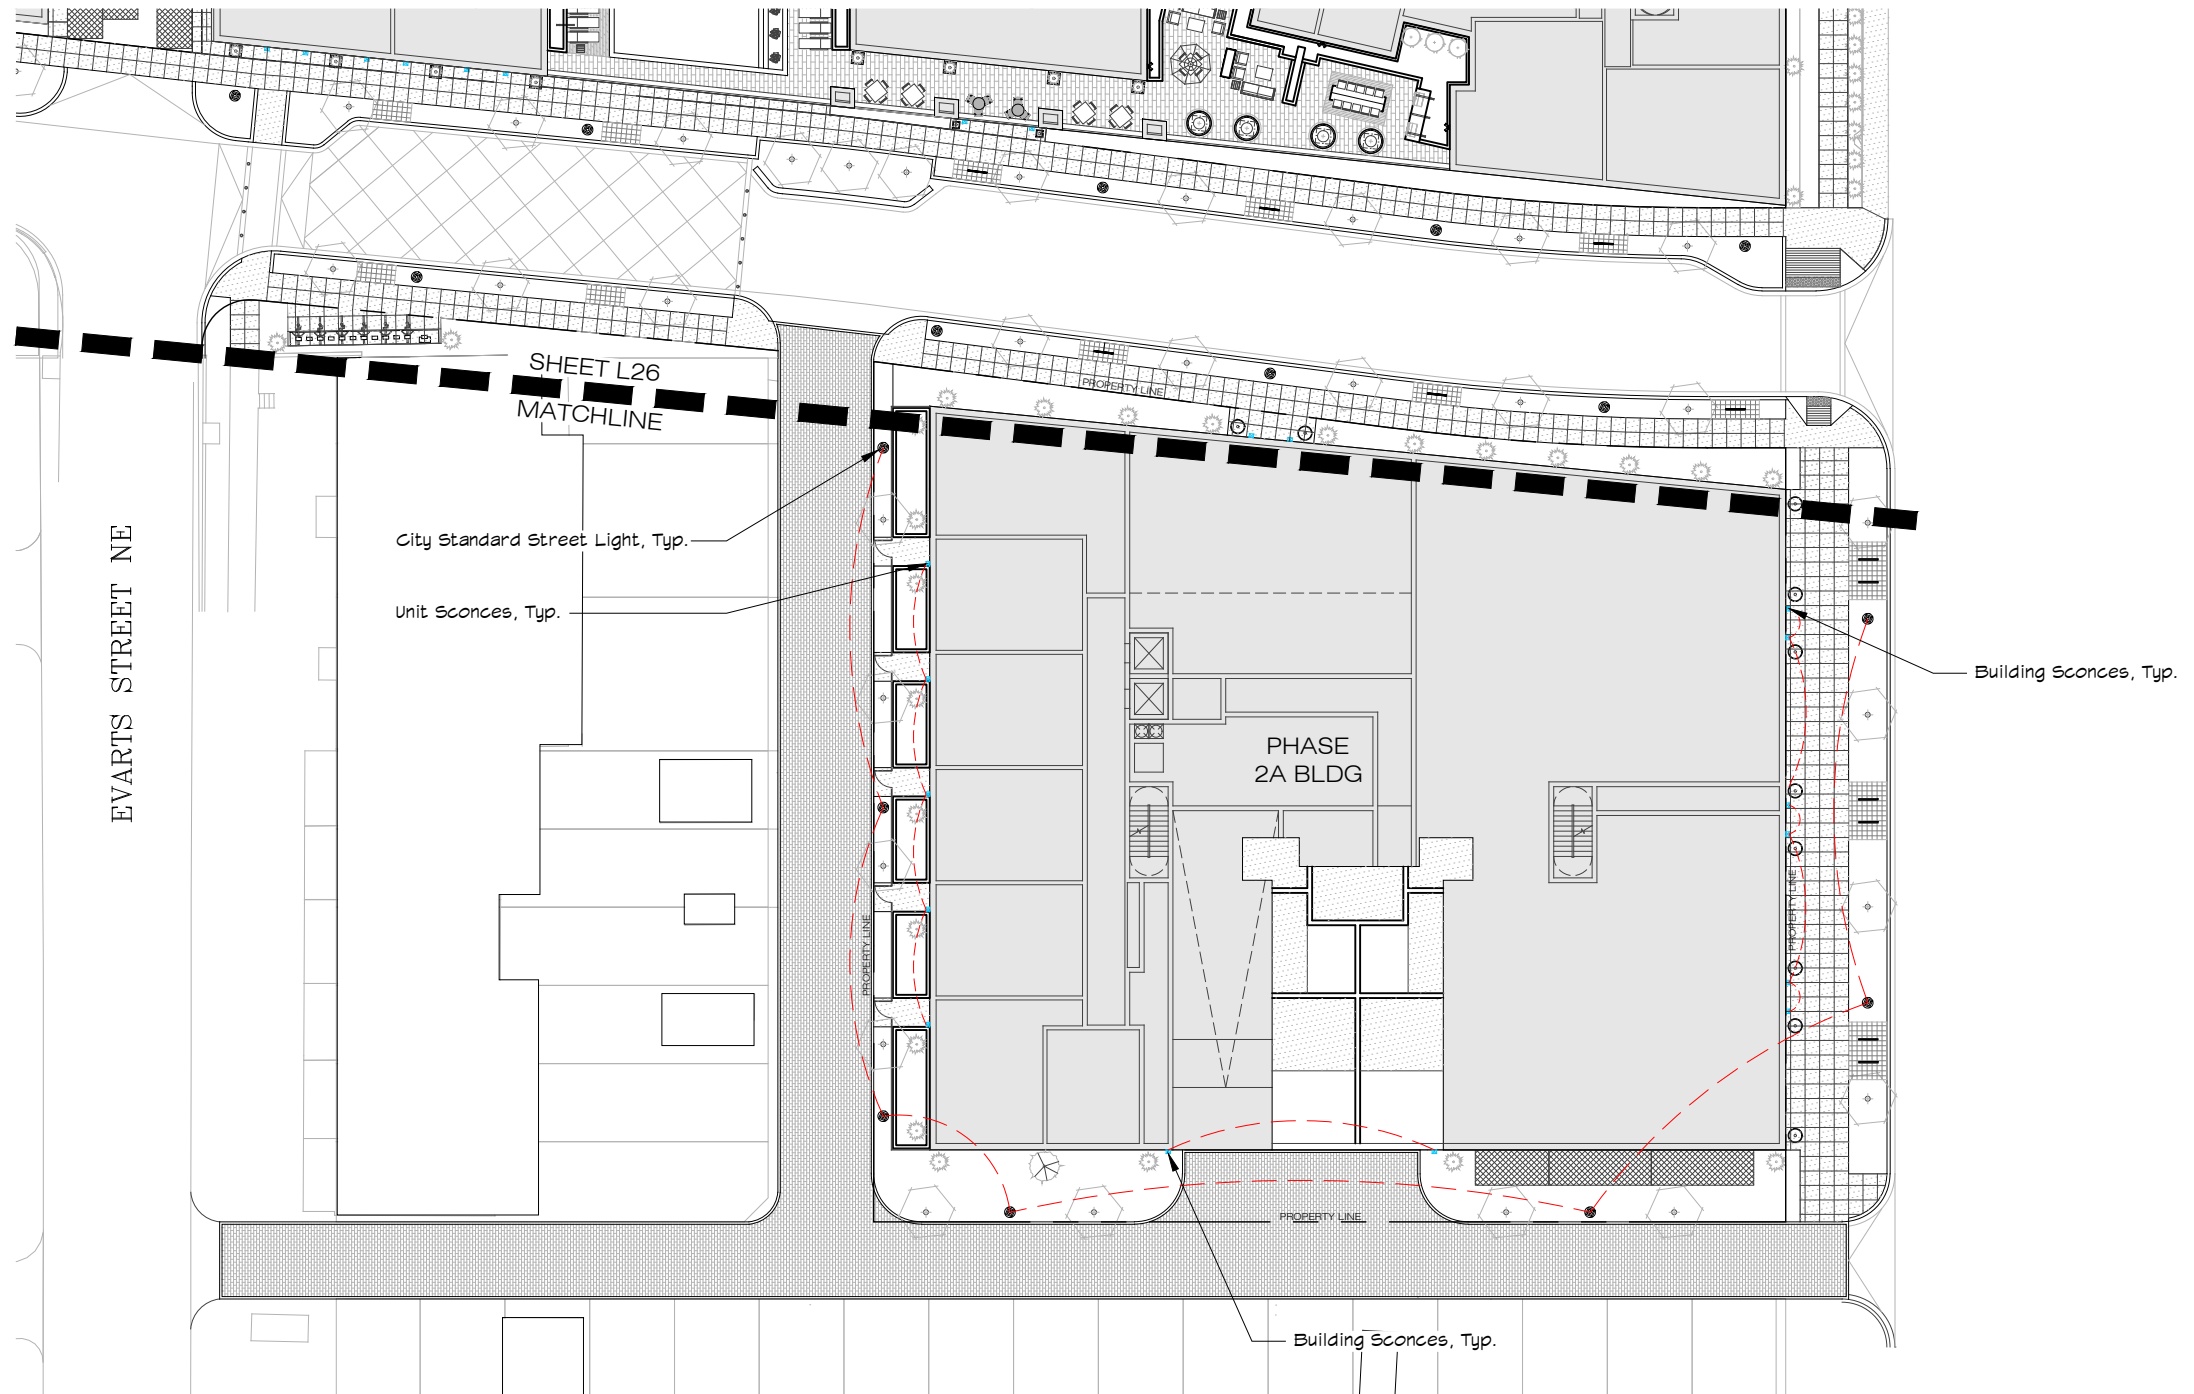 SHEET L26
MATCHLINE
PROPERTY LINE
City Standard Street Light, Typ.
Unit Sconces, Typ.
EVARTS STREET NE
Building Sconces, Typ.
PHASE
2A BLDG
PROPERTY LINE
PROPERTY LINE
PROPERTY LINE
Building Sconces, Typ.